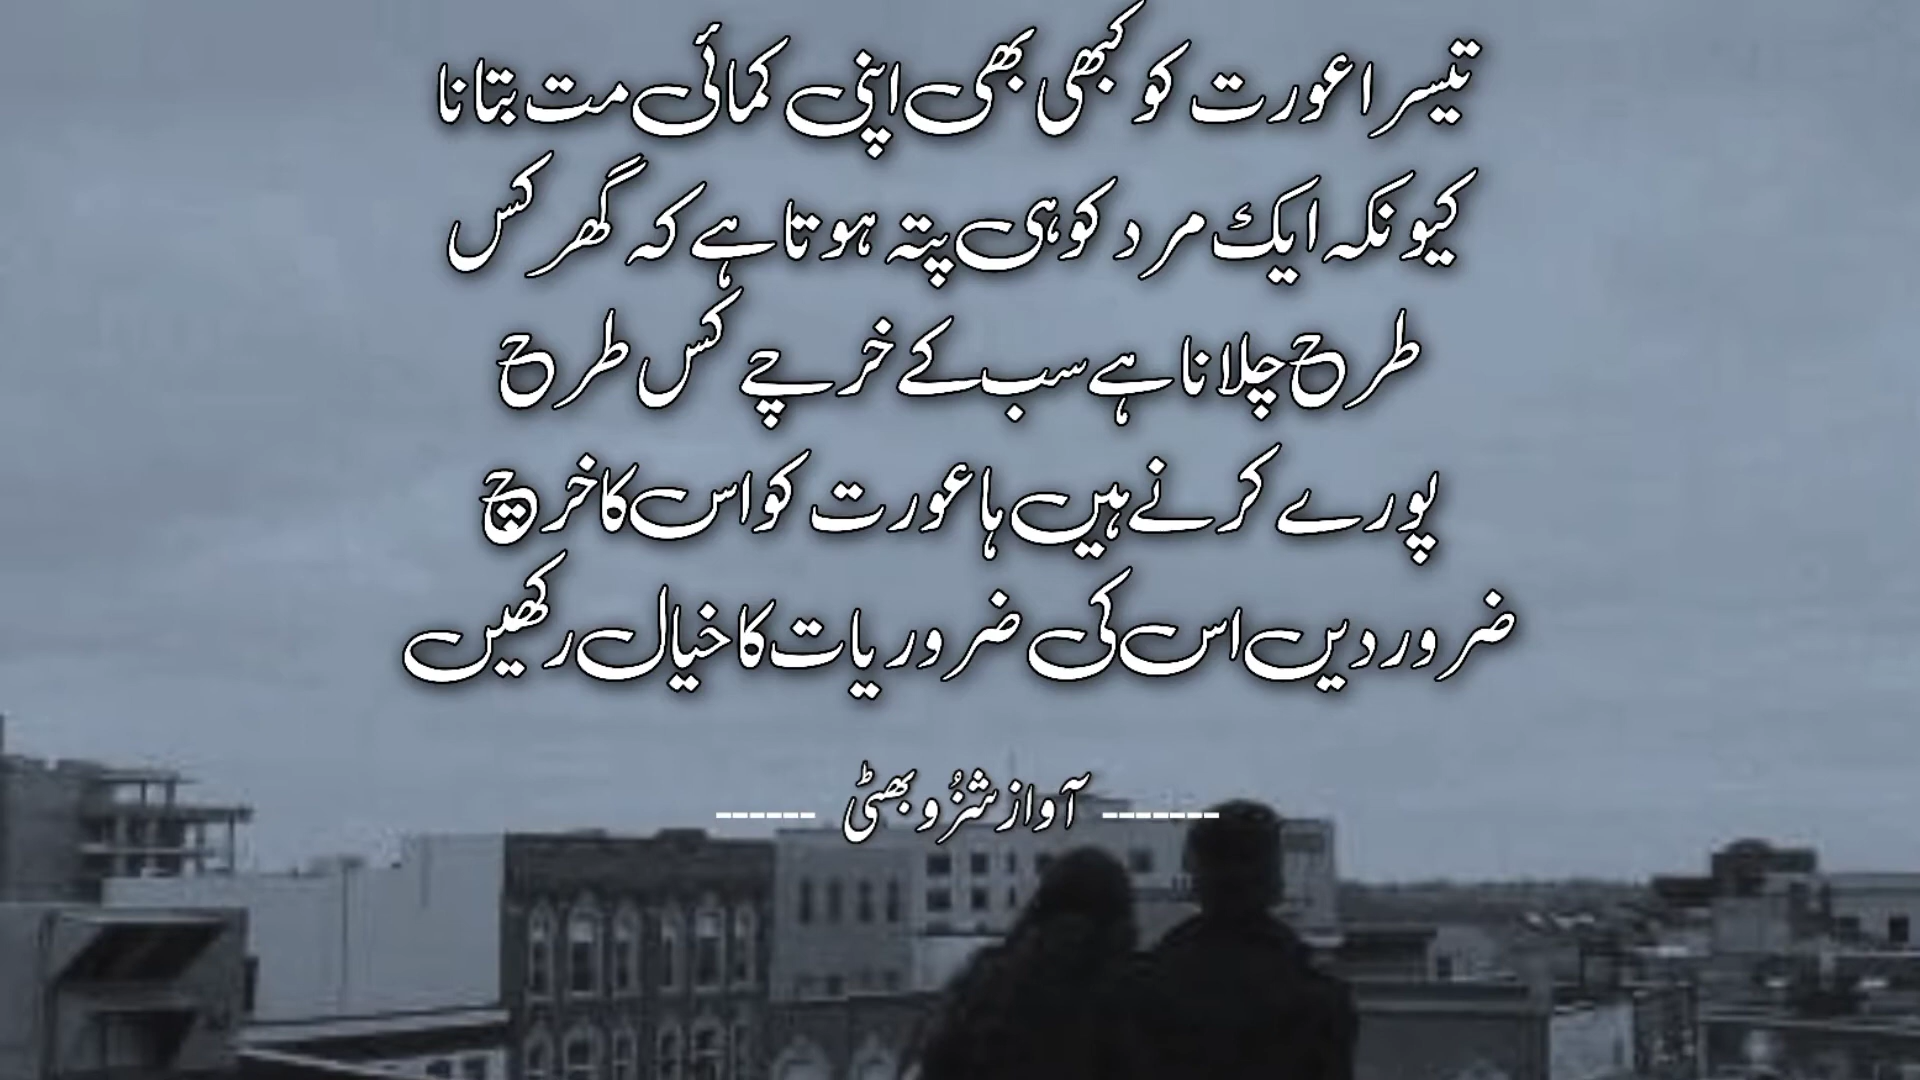 تیسرا عورت کو کبھی بھی اپنی کمائی مت بتانا
کیونکہ ایک مرد کو ہی پتہ ہوتا ہے کہ گھر کس
طرح چلانا ہے سب کے خرچے کس طرح
پورے کرنے ہیں ہا عورت کو اس کا خرچ
ضرور دیں اس کی ضروریات کا خیال رکھیں
------ آواز شزُو بھٹی -------